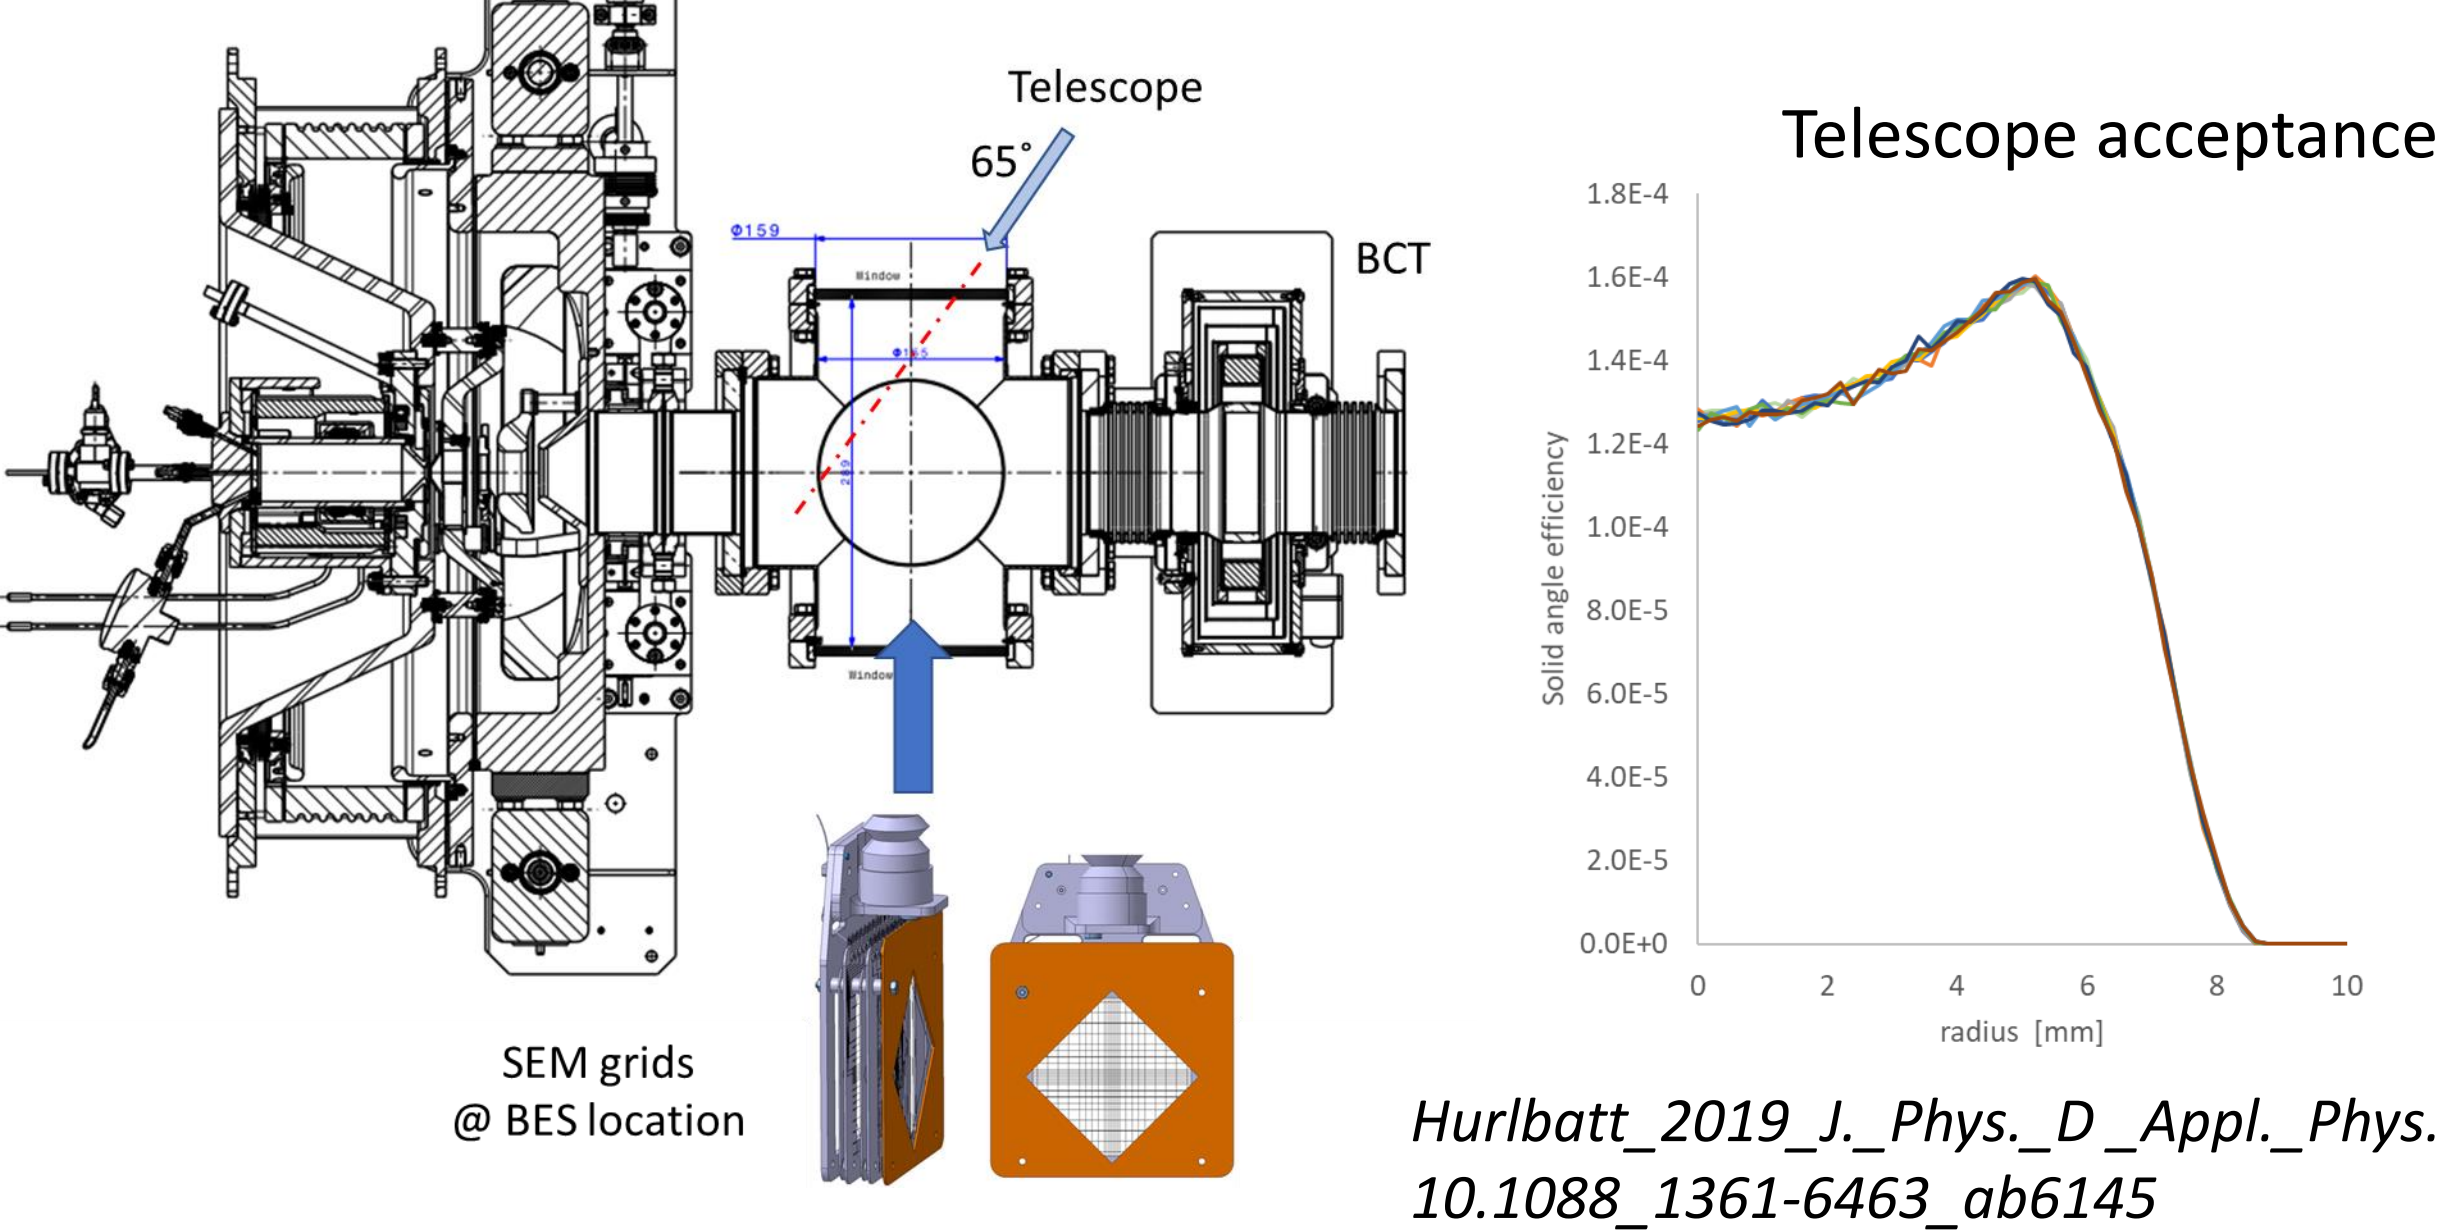 Telescope
65˚
Φ159
Window
Φ155
289
Window
BCT
SEM grids
@ BES location
Telescope acceptance
Solid angle efficiency
1.8E-4
1.6E-4
1.4E-4
1.2E-4
1.0E-4
8.0E-5
6.0E-5
4.0E-5
2.0E-5
0.0E+0
0 2 4 6 8 10
radius [mm]
Hurlbatt_2019_J._Phys._D _Appl._Phys.
10.1088_1361-6463_ab6145